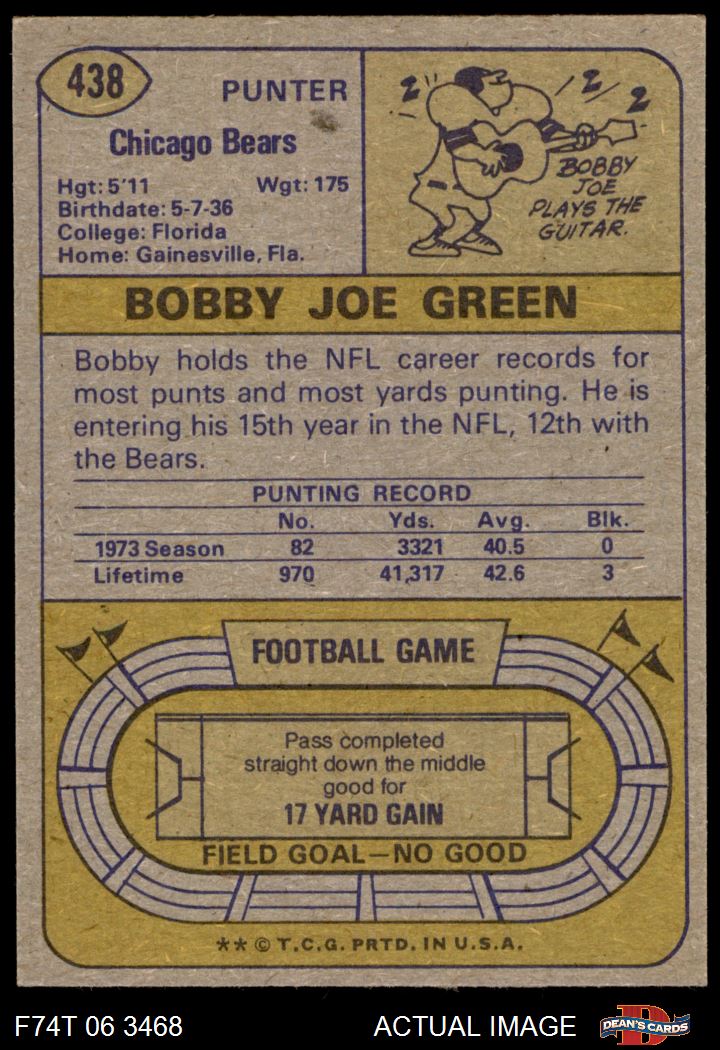 438
PUNTER
Chicago Bears
Hgt: 5'11 Wgt: 175
Birthdate: 5-7-36
College: Florida
Home: Gainesville, Fla.
BOBBY
JOE
PLAYS THE
GUITAR.
BOBBY JOE GREEN
Bobby holds the NFL career records for
most punts and most yards punting. He is
entering his 15th year in the NFL, 12th with
the Bears.
PUNTING RECORD
No. Yds. Avg. Blk.
1973 Season 82 3321 40.5 0
Lifetime 970 41,317 42.6 3
FOOTBALL GAME
Pass completed
straight down the middle
good for
17 YARD GAIN
FIELD GOAL—NO GOOD
** © T.C.G. PRTD. IN U.S.A.
F74T 06 3468 ACTUAL IMAGE D DEAN'S CARDS